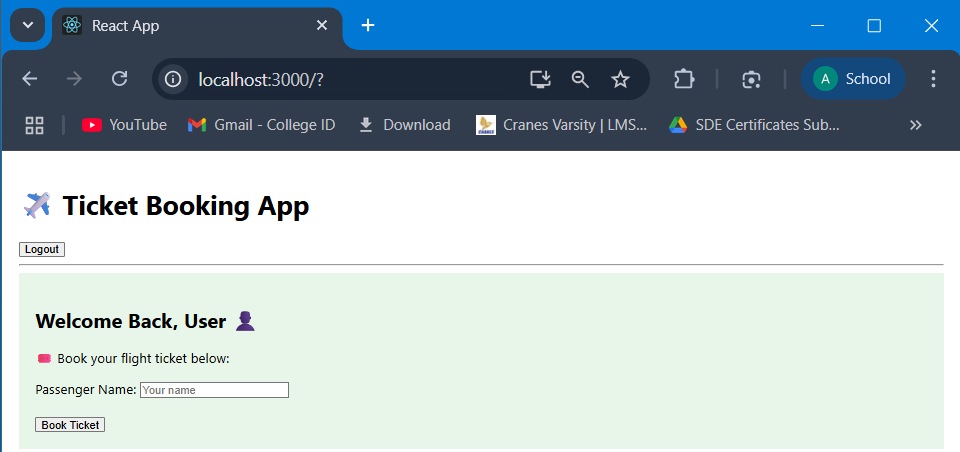 React App
localhost:3000/?
A School
YouTube Gmail - College ID Download CRANES Cranes Varsity | LMS... SDE Certificates Sub... »
✈️ Ticket Booking App
Logout
Welcome Back, User 👤
🎟️ Book your flight ticket below:
Passenger Name: Your name
Book Ticket